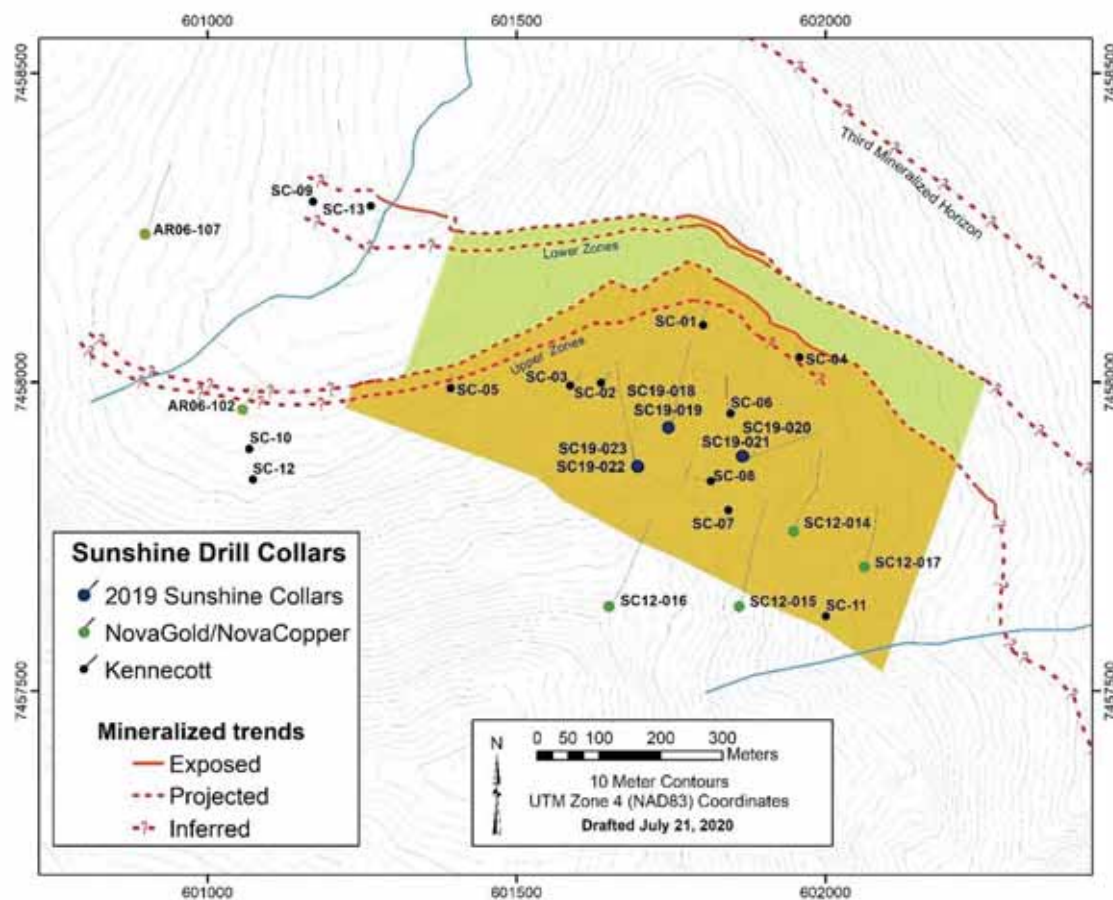 601000
601500
602000
7458500
7458500
Third Mineralized Horizon
SC-09
SC-13
AR06-107
Lower Zones
SC-01
Upper Zones
SC-04
7458000
7458000
SC-03
SC-02
SC-05
SC19-018
SC19-019
SC-06
SC19-020
SC19-021
AR06-102
SC-10
SC-12
SC19-023
SC19-022
SC-08
SC-07
SC12-014
SC12-017
SC12-016
SC12-015
SC-11
7457500
7457500
Sunshine Drill Collars
2019 Sunshine Collars
NovaGold/NovaCopper
Kennecott
Mineralized trends
Exposed
Projected
? Inferred
N
0 50 100 200 300
Meters
10 Meter Contours
UTM Zone 4 (NAD83) Coordinates
Drafted July 21, 2020
601000
601500
602000